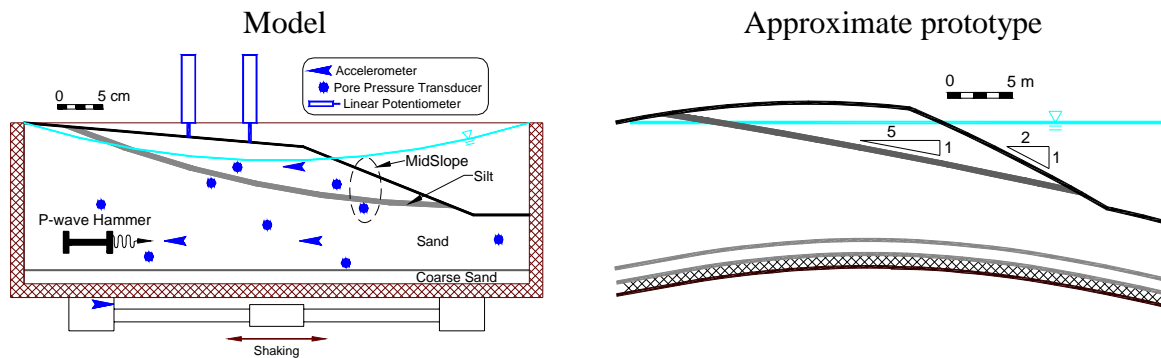 Model
Approximate prototype
Accelerometer
Pore Pressure Transducer
Linear Potentiometer
0 5 cm
0 5 m
5
1
2
1
MidSlope
Silt
P-wave Hammer
Sand
Coarse Sand
Shaking